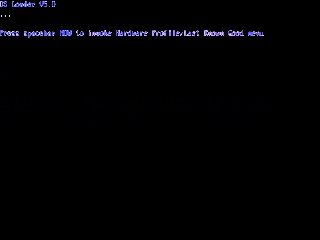 OS Loader V5.0
...
Press spacebar NOW to invoke Hardware Profile/Last Known Good menu